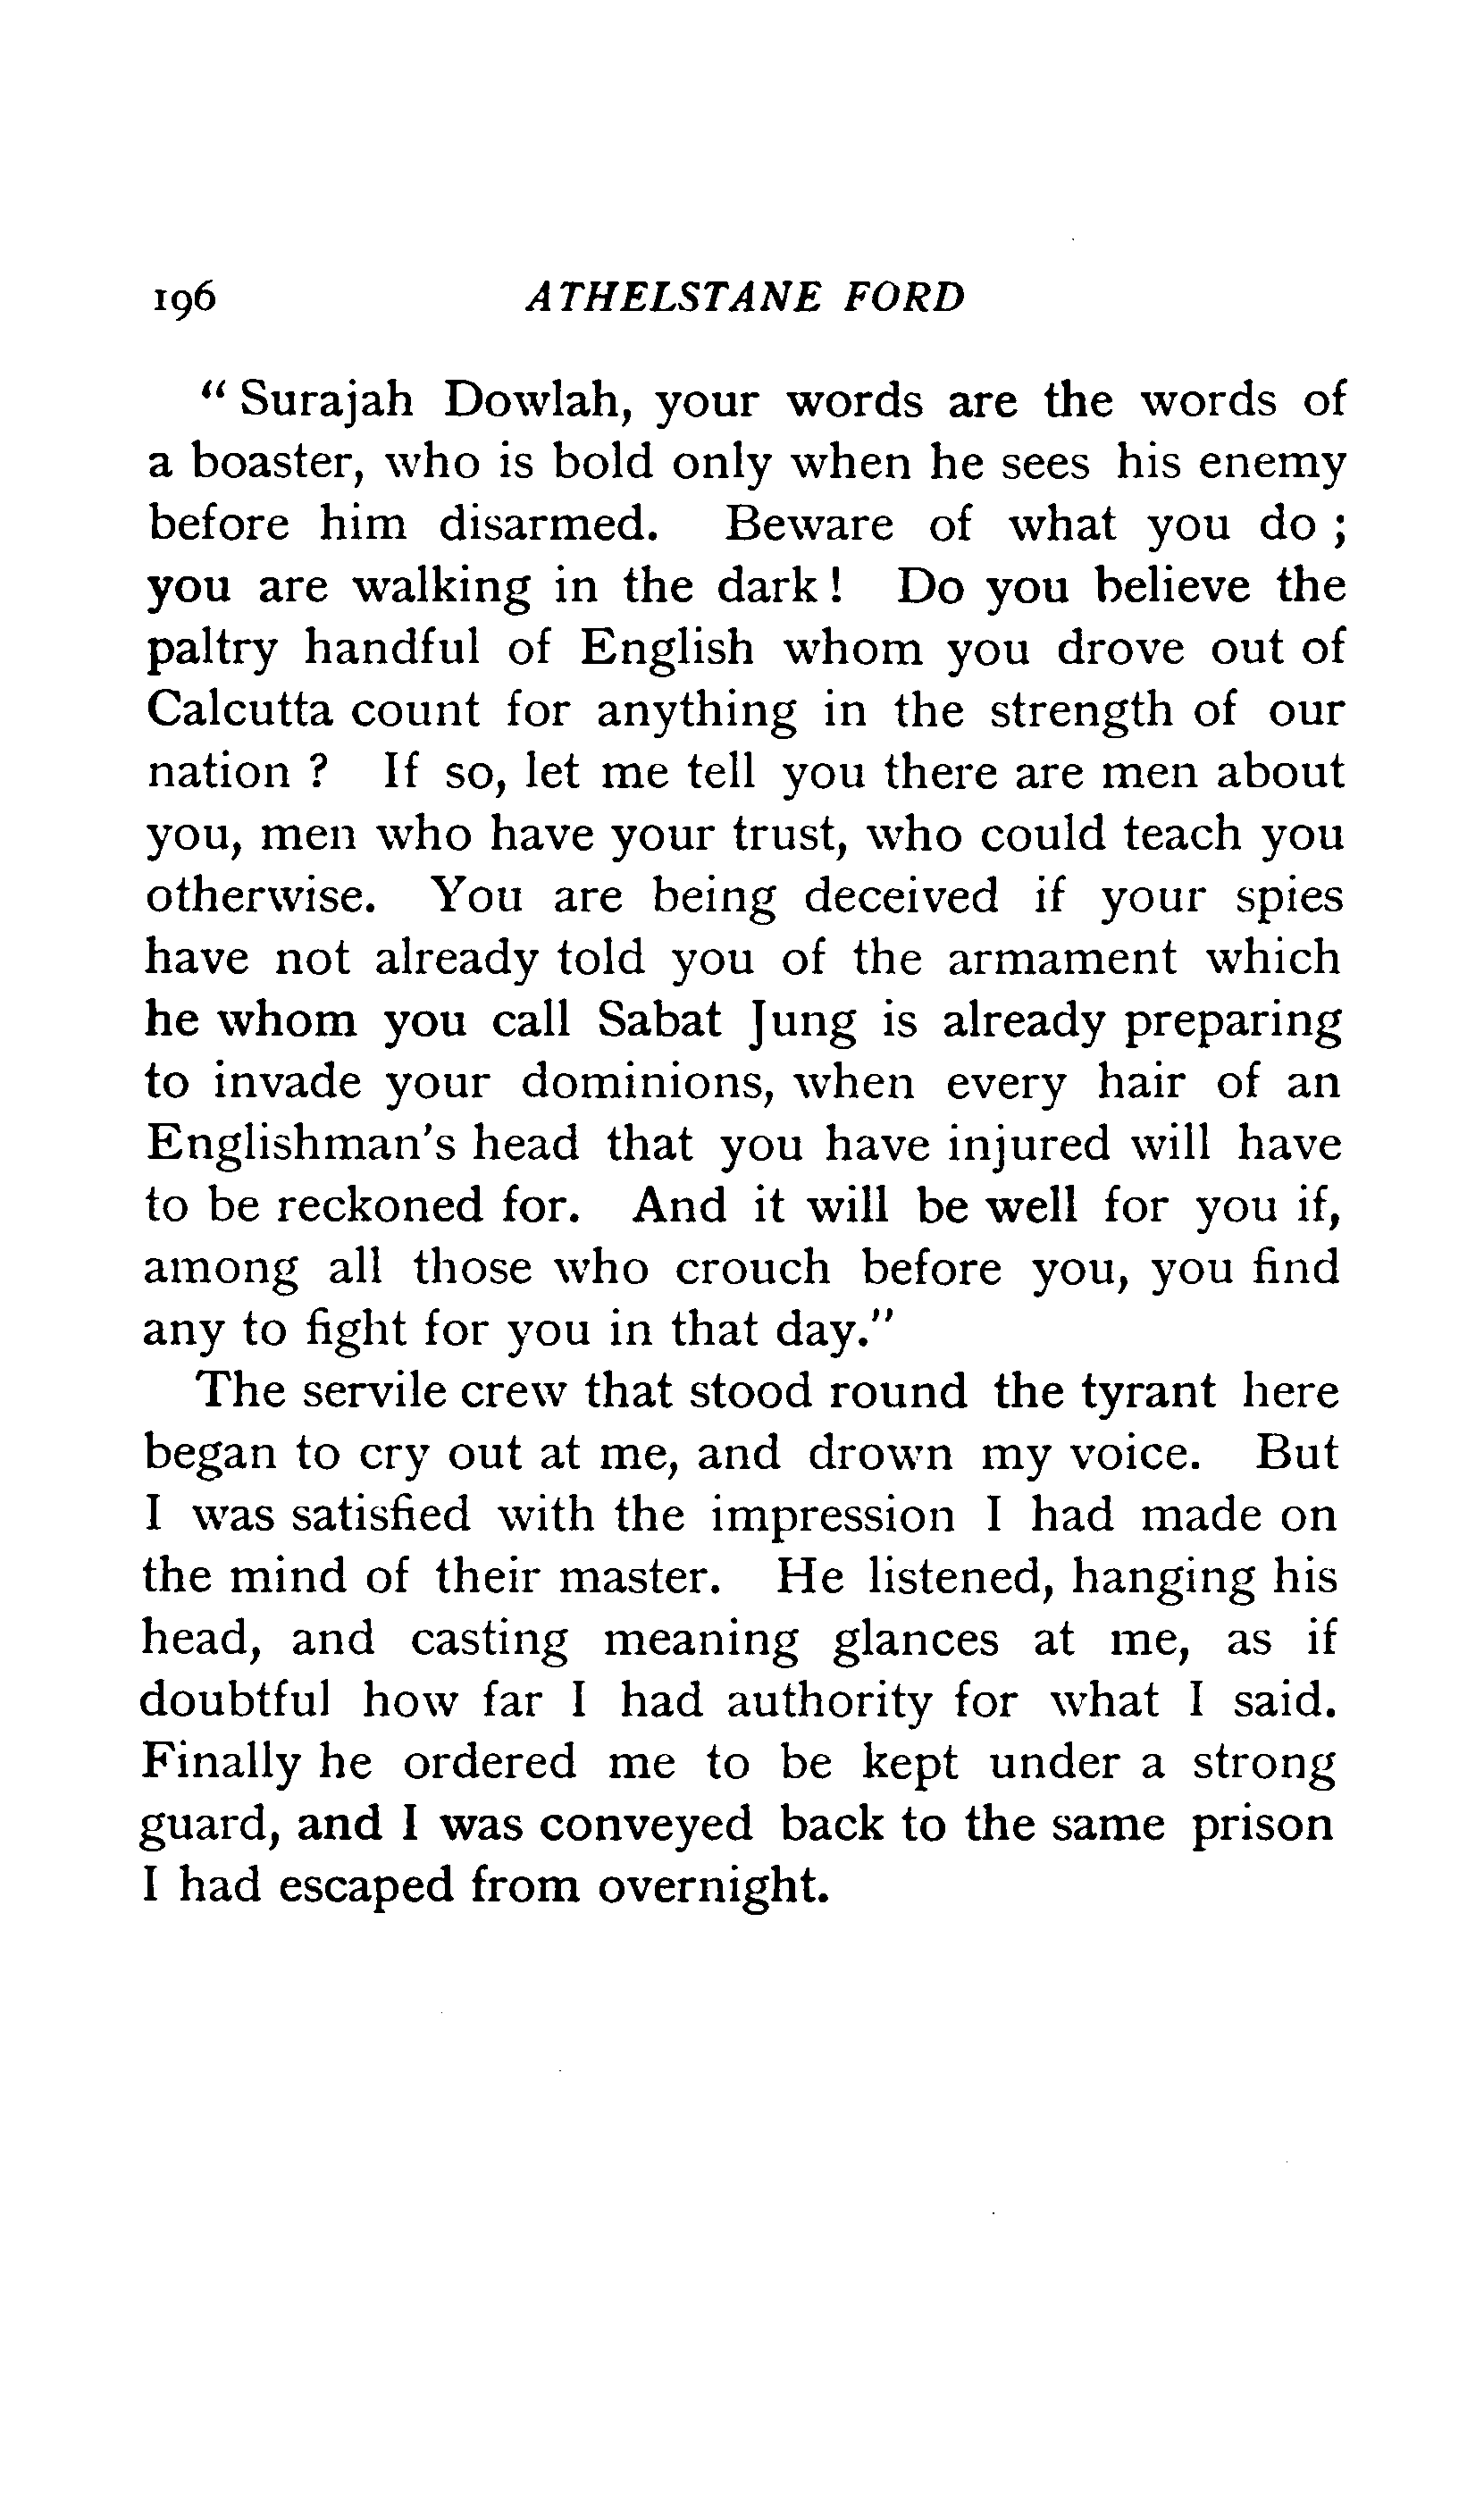 196 ATHELSTANE FORD
" Surajah Dowlah, your words are the words of
a boaster, who is bold only when he sees his enemy
before him disarmed. Beware of what you do ;
you are walking in the dark ! Do you believe the
paltry handful of English whom you drove out of
Calcutta count for anything in the strength of our
nation ? If so, let me tell you there are men about
you, men who have your trust, who could teach you
otherwise. You are being deceived if your spies
have not already told you of the armament which
he whom you call Sabat Jung is already preparing
to invade your dominions, when every hair of an
Englishman's head that you have injured will have
to be reckoned for. And it will be well for you if,
among all those who crouch before you, you find
any to fight for you in that day."
The servile crew that stood round the tyrant here
began to cry out at me, and drown my voice. But
I was satisfied with the impression I had made on
the mind of their master. He listened, hanging his
head, and casting meaning glances at me, as if
doubtful how far I had authority for what I said.
Finally he ordered me to be kept under a strong
guard, and I was conveyed back to the same prison
I had escaped from overnight.